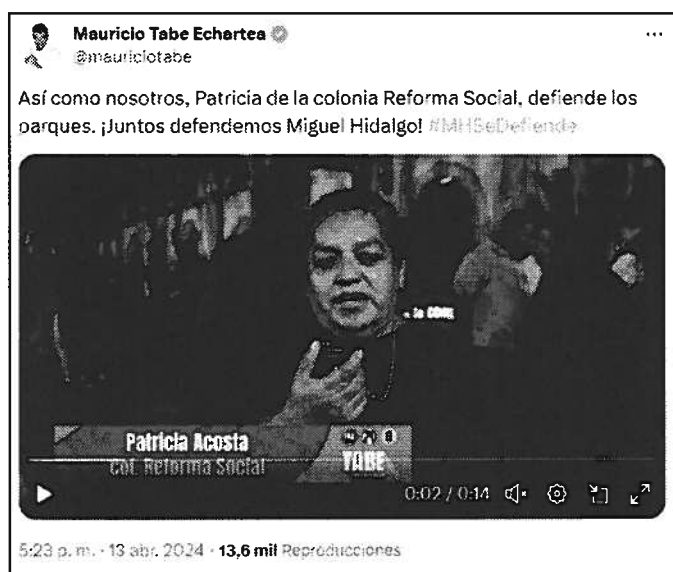 Mauricio Tabe Echartea
@mauriciotabe
Así como nosotros, Patricia de la colonia Reforma Social, defiende los
parques. ¡Juntos defendemos Miguel Hidalgo! #MHSeDefiende
Patricia Acosta
Col. Reforma Social
TABE
0:02 / 0:14
5:23 p. m. · 13 abr. 2024 · 13,6 mil Reproducciones